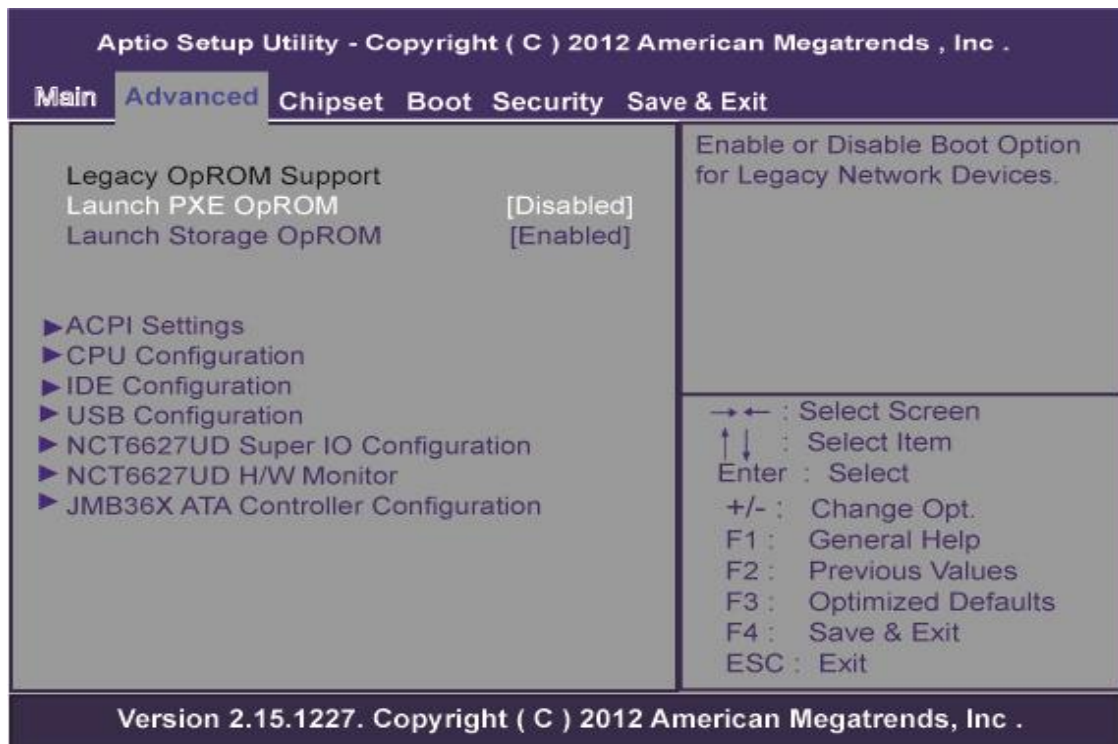 Aptio Setup Utility - Copyright ( C ) 2012 American Megatrends , Inc .
Main Advanced Chipset Boot Security Save & Exit
Legacy OpROM Support
Launch PXE OpROM [Disabled]
Launch Storage OpROM [Enabled]
►ACPI Settings
►CPU Configuration
►IDE Configuration
►USB Configuration
►NCT6627UD Super IO Configuration
►NCT6627UD H/W Monitor
►JMB36X ATA Controller Configuration
Enable or Disable Boot Option
for Legacy Network Devices.
→← : Select Screen
↑↓ : Select Item
Enter : Select
+/- : Change Opt.
F1 : General Help
F2 : Previous Values
F3 : Optimized Defaults
F4 : Save & Exit
ESC : Exit
Version 2.15.1227. Copyright ( C ) 2012 American Megatrends, Inc .